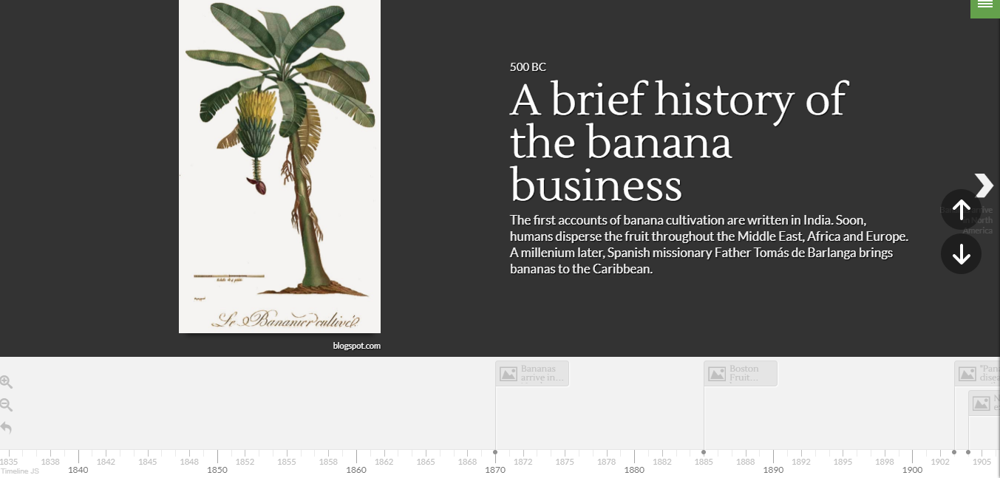 500 BC
A brief history of
the banana
business
The first accounts of banana cultivation are written in India. Soon,
humans disperse the fruit throughout the Middle East, Africa and Europe.
A millenium later, Spanish missionary Father Tomás de Barlanga brings
bananas to the Caribbean.
in North
America
Le Bananier cultivé
blogspot.com
Bananas
arrive in...
Boston
Fruit...
1835 1838 1842 1845 1848 1852 1855 1858 1862 1865 1868 1872 1875 1878 1882 1885 1888 1892 1895 1898 1902 1905
Timeline JS
1840 1850 1860 1870 1880 1890 1900